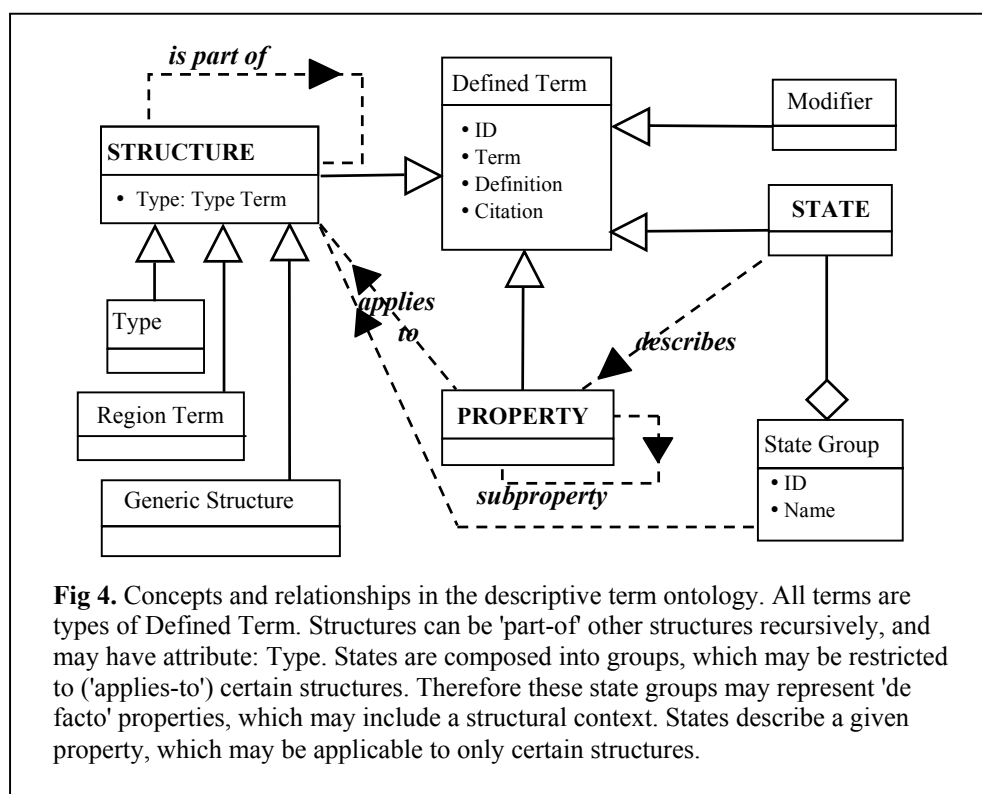 is part of
Defined Term
• ID
• Term
• Definition
• Citation
Modifier
STRUCTURE
• Type: Type Term
STATE
Type
applies
to
describes
Region Term
PROPERTY
Generic Structure
subproperty
State Group
• ID
• Name
Fig 4. Concepts and relationships in the descriptive term ontology. All terms are
types of Defined Term. Structures can be 'part-of' other structures recursively, and
may have attribute: Type. States are composed into groups, which may be restricted
to ('applies-to') certain structures. Therefore these state groups may represent 'de
facto' properties, which may include a structural context. States describe a given
property, which may be applicable to only certain structures.